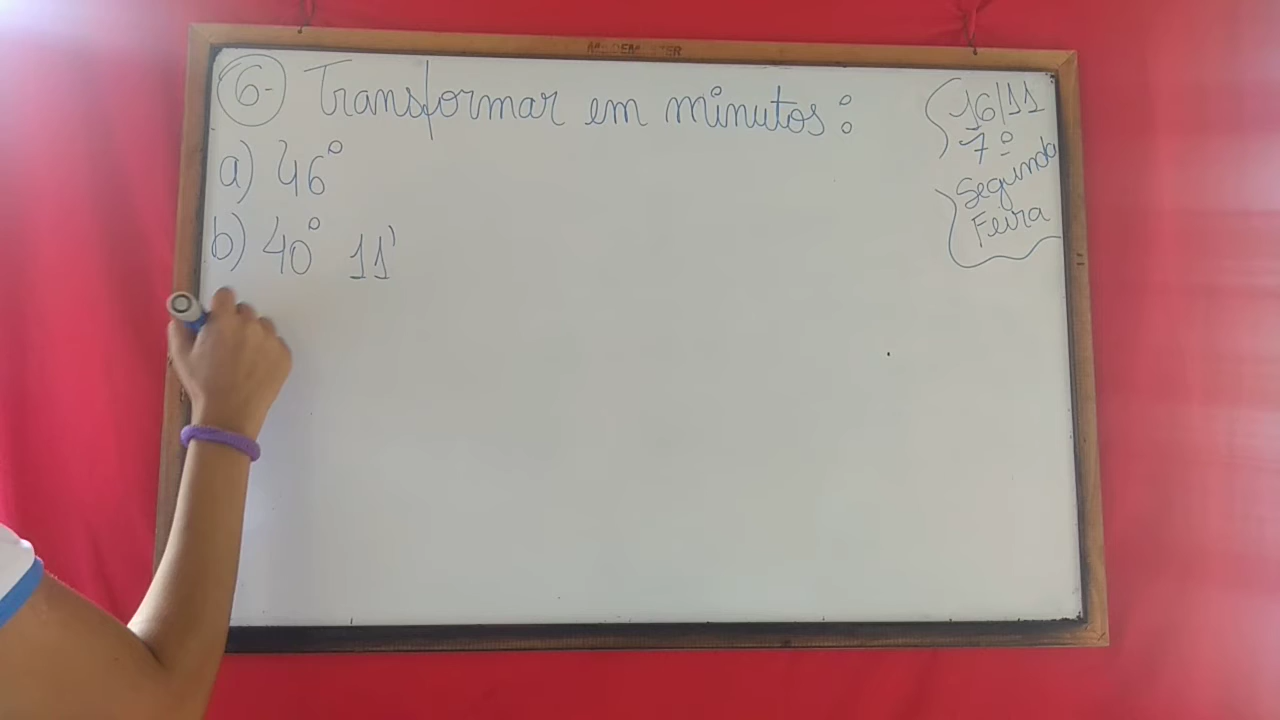 6- Transformar em minutos:
a) 46°
b) 40° 11'
16/11
7º
Segunda
Feira